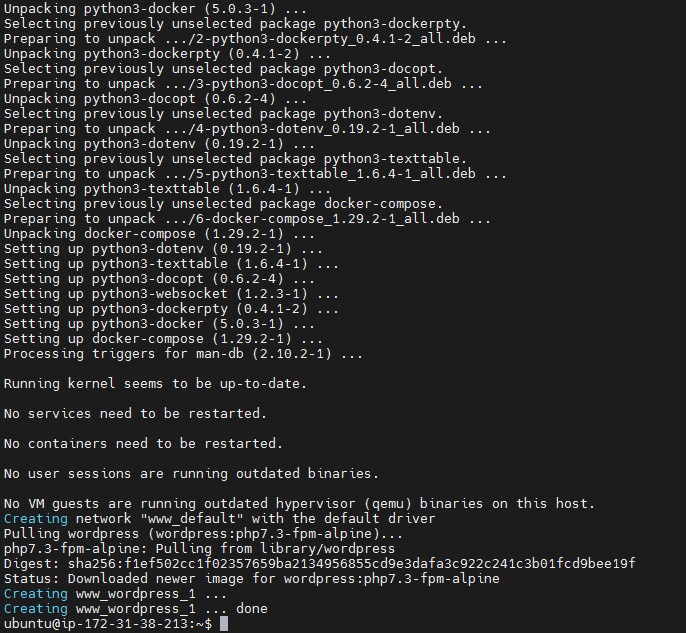 Unpacking python3-docker (5.0.3-1) ...
Selecting previously unselected package python3-dockerpty.
Preparing to unpack .../2-python3-dockerpty_0.4.1-2_all.deb ...
Unpacking python3-dockerpty (0.4.1-2) ...
Selecting previously unselected package python3-docopt.
Preparing to unpack .../3-python3-docopt_0.6.2-4_all.deb ...
Unpacking python3-docopt (0.6.2-4) ...
Selecting previously unselected package python3-dotenv.
Preparing to unpack .../4-python3-dotenv_0.19.2-1_all.deb ...
Unpacking python3-dotenv (0.19.2-1) ...
Selecting previously unselected package python3-texttable.
Preparing to unpack .../5-python3-texttable_1.6.4-1_all.deb ...
Unpacking python3-texttable (1.6.4-1) ...
Selecting previously unselected package docker-compose.
Preparing to unpack .../6-docker-compose_1.29.2-1_all.deb ...
Unpacking docker-compose (1.29.2-1) ...
Setting up python3-dotenv (0.19.2-1) ...
Setting up python3-texttable (1.6.4-1) ...
Setting up python3-docopt (0.6.2-4) ...
Setting up python3-websocket (1.2.3-1) ...
Setting up python3-dockerpty (0.4.1-2) ...
Setting up python3-docker (5.0.3-1) ...
Setting up docker-compose (1.29.2-1) ...
Processing triggers for man-db (2.10.2-1) ...
Running kernel seems to be up-to-date.
No services need to be restarted.
No containers need to be restarted.
No user sessions are running outdated binaries.
No VM guests are running outdated hypervisor (qemu) binaries on this host.
Creating network "www_default" with the default driver
Pulling wordpress (wordpress:php7.3-fpm-alpine)...
php7.3-fpm-alpine: Pulling from library/wordpress
Digest: sha256:f1ef502cc1f02357659ba2134956855cd9e3dafa3c922c241c3b01fcd9bee19f
Status: Downloaded newer image for wordpress:php7.3-fpm-alpine
Creating www_wordpress_1 ...
Creating www_wordpress_1 ... done
ubuntu@ip-172-31-38-213:~$